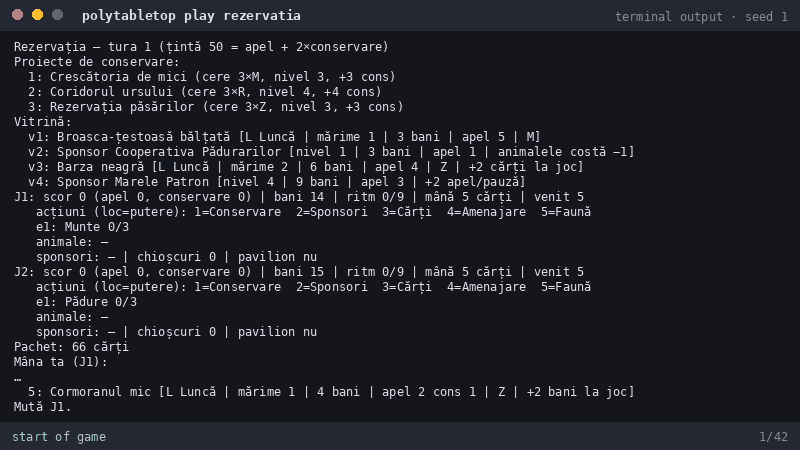 polytabletop play rezervatia
terminal output · seed 1
Rezervația — tura 1 (țintă 50 = apel + 2×conservare)
Proiecte de conservare:
1: Crescătoria de mici (cere 3×M, nivel 3, +3 cons)
2: Coridorul ursului (cere 3×R, nivel 4, +4 cons)
3: Rezervația păsărilor (cere 3×Z, nivel 3, +3 cons)
Vitrină:
v1: Broasca-țestoasă bălțată [L Luncă | mărime 1 | 3 bani | apel 5 | M]
v2: Sponsor Cooperativa Pădurarilor [nivel 1 | 3 bani | apel 1 | animalele costă −1]
v3: Barza neagră [L Luncă | mărime 2 | 6 bani | apel 4 | Z | +2 cărți la joc]
v4: Sponsor Marele Patron [nivel 4 | 9 bani | apel 3 | +2 apel/pauză]
J1: scor 0 (apel 0, conservare 0) | bani 14 | ritm 0/9 | mână 5 cărți | venit 5
acțiuni (loc=putere): 1=Conservare 2=Sponsori 3=Cărți 4=Amenajare 5=Faună
e1: Munte 0/3
animale: —
sponsori: — | chioșcuri 0 | pavilion nu
J2: scor 0 (apel 0, conservare 0) | bani 15 | ritm 0/9 | mână 5 cărți | venit 5
acțiuni (loc=putere): 1=Conservare 2=Sponsori 3=Cărți 4=Amenajare 5=Faună
e1: Pădure 0/3
animale: —
sponsori: — | chioșcuri 0 | pavilion nu
Pachet: 66 cărți
Mâna ta (J1):
…
5: Cormoranul mic [L Luncă | mărime 1 | 4 bani | apel 2 cons 1 | Z | +2 bani la joc]
Mută J1.
start of game
1/42